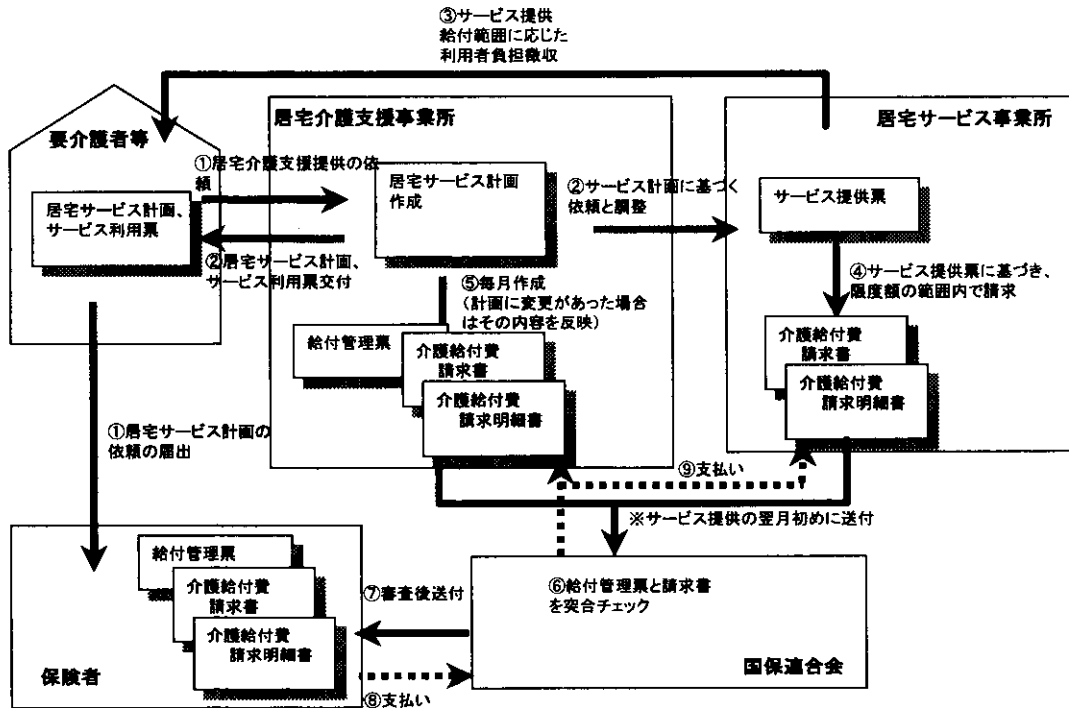 ③サービス提供
給付範囲に応じた
利用者負担徴収
要介護者等
居宅サービス計画、
サービス利用票
①居宅介護支援提供の依
頼
②居宅サービス計画、
サービス利用票交付
居宅介護支援事業所
居宅サービス計画
作成
⑤毎月作成
(計画に変更があった場合
はその内容を反映)
給付管理票
介護給付費
請求書
介護給付費
請求明細書
②サービス計画に基づく
依頼と調整
居宅サービス事業所
サービス提供票
④サービス提供票に基づき、
限度額の範囲内で請求
介護給付費
請求書
介護給付費
請求明細書
①居宅サービス計画の
依頼の届出
⑨支払い
※サービス提供の翌月初めに送付
給付管理票
介護給付費
請求書
介護給付費
請求明細書
保険者
⑦審査後送付
⑧支払い
⑥給付管理票と請求書
を突合チェック
国保連合会